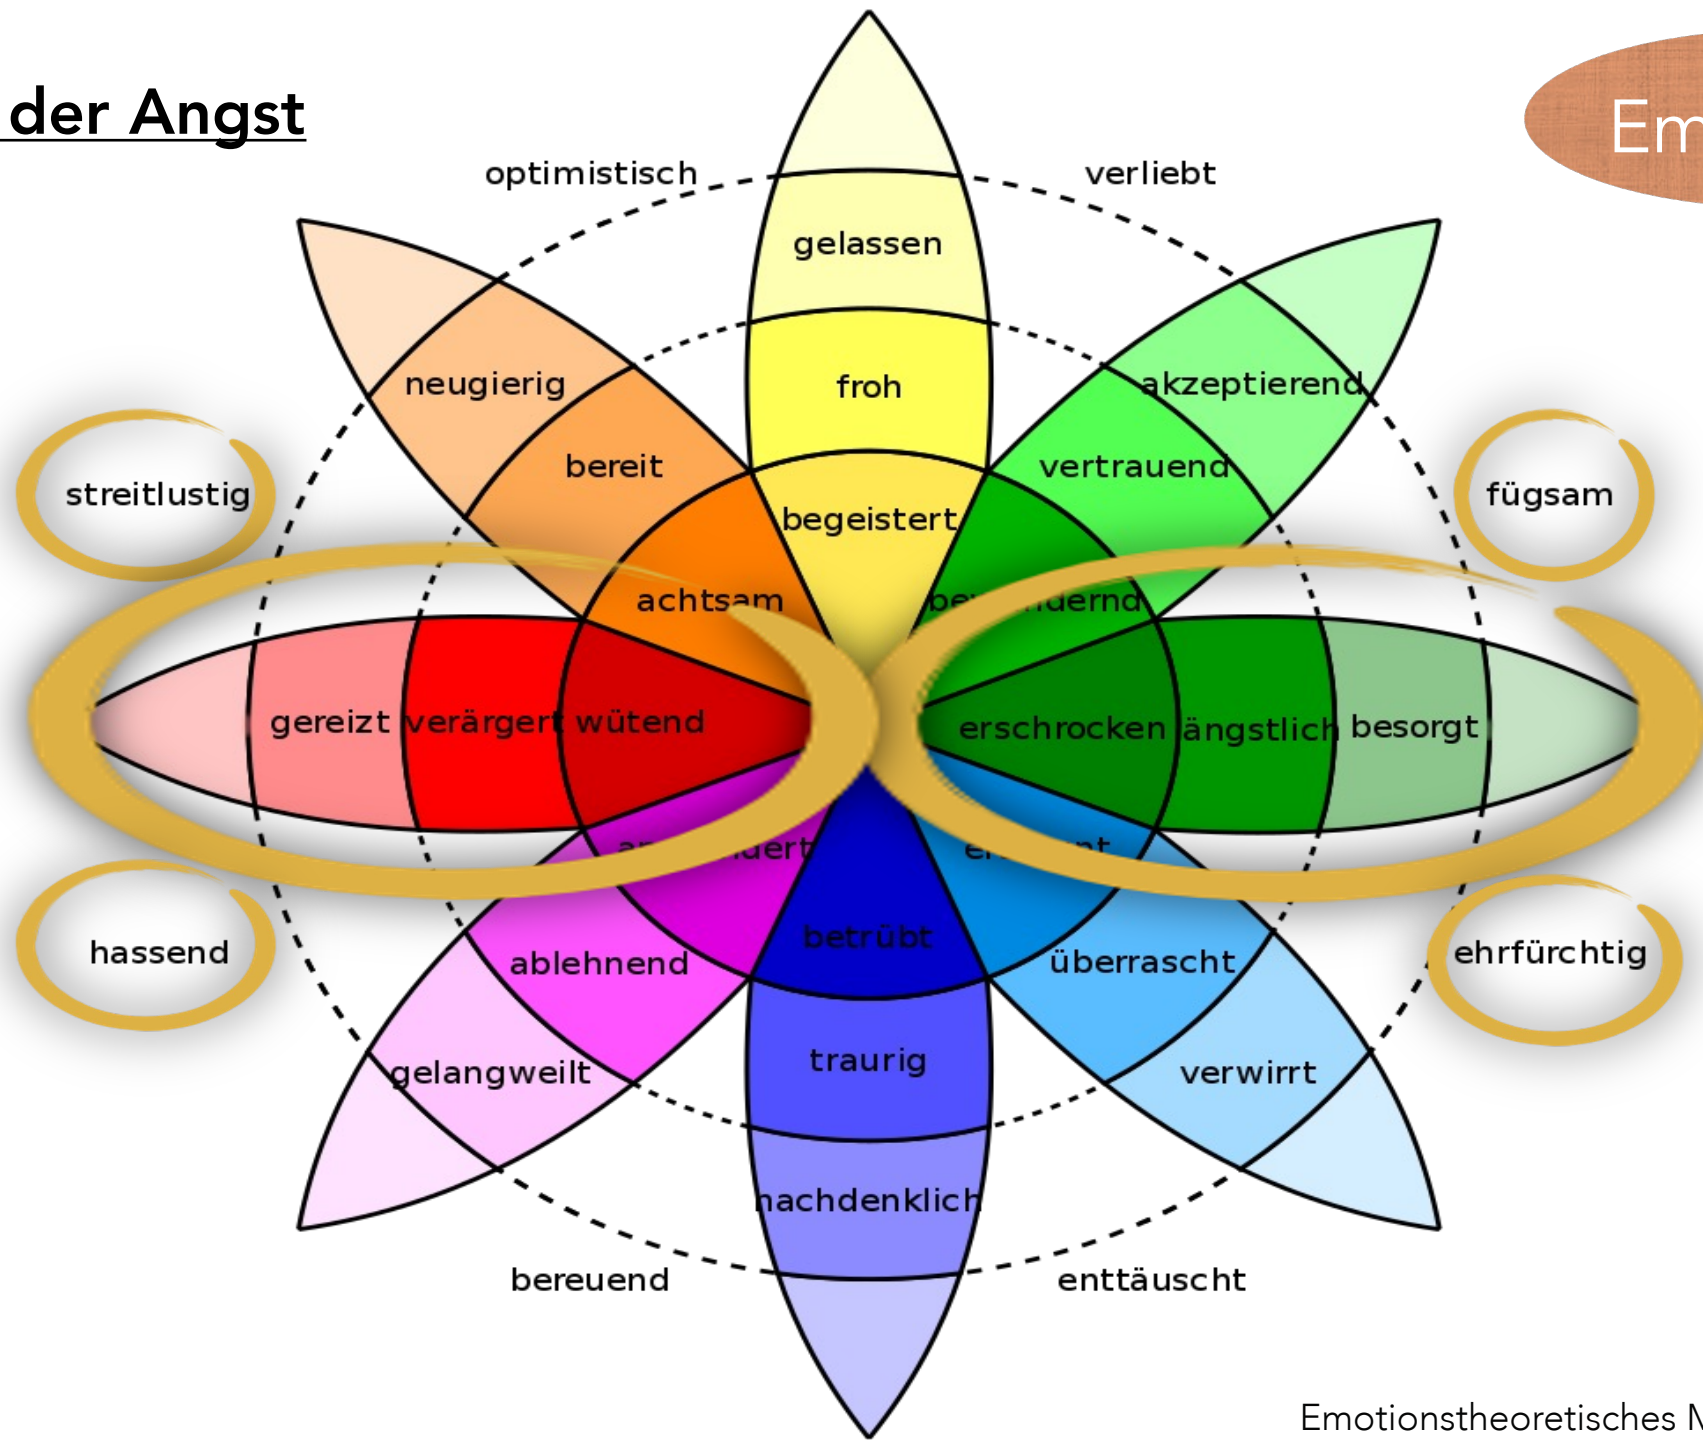 der Angst
Em
optimistisch
verliebt
gelassen
neugierig
froh
akzeptierend
bereit
vertrauend
streitlustig
begeistert
fügsam
achtsam
gereizt
verärgert
wütend
erschrocken
ängstlich
besorgt
hassend
betrübt
ablehnend
überrascht
ehrfürchtig
traurig
gelangweilt
verwirrt
nachdenklich
bereuend
enttäuscht
Emotionstheoretisches M